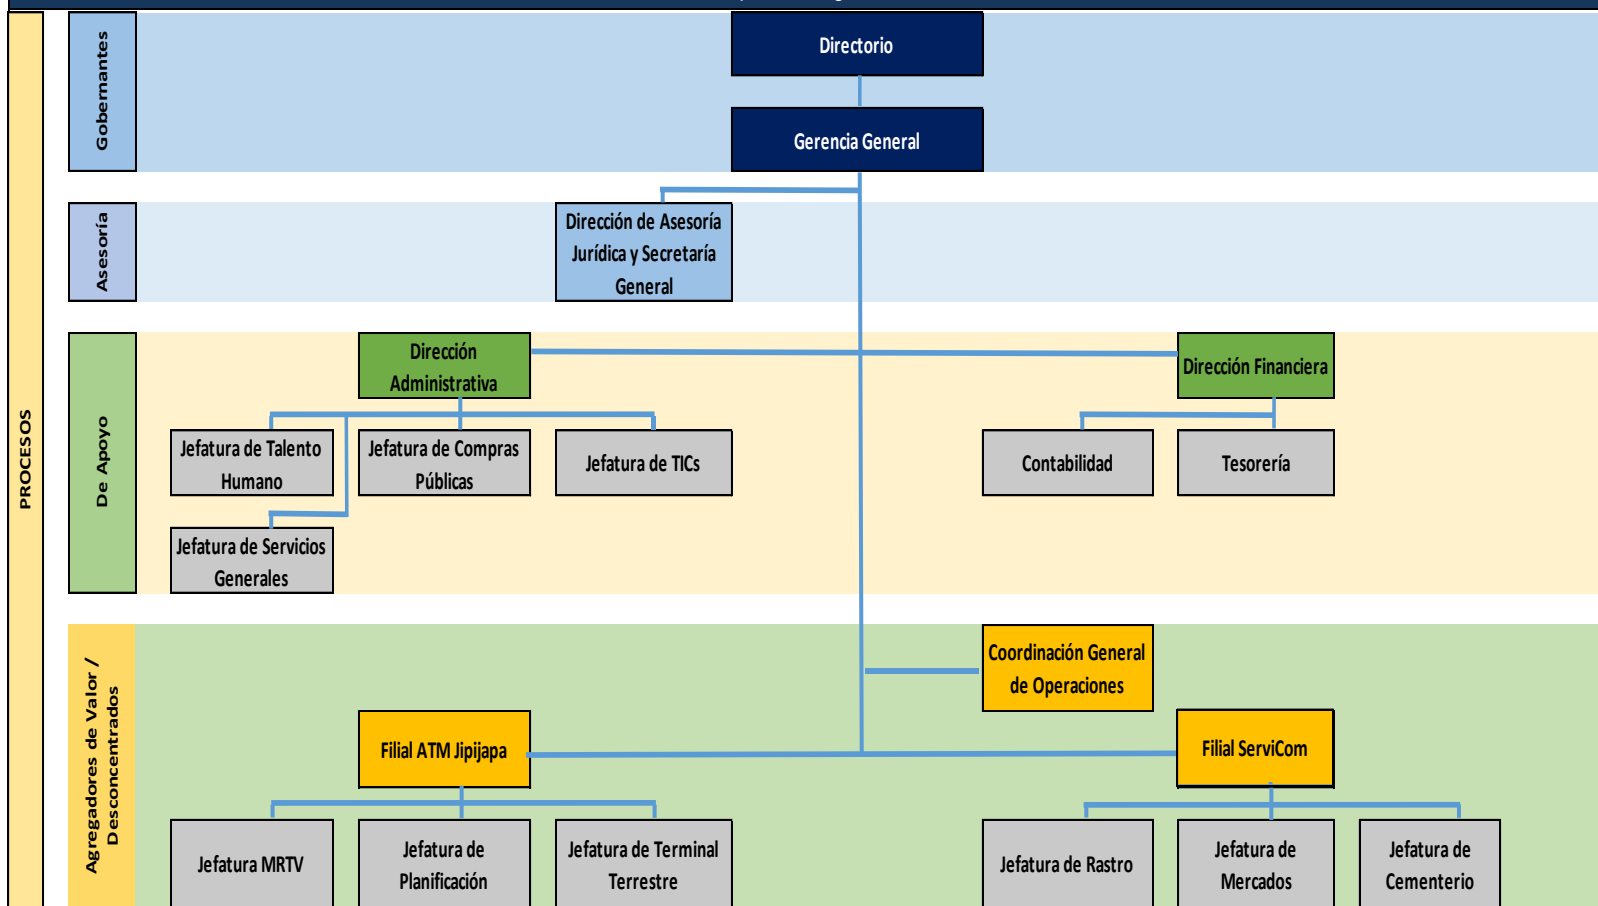 PROCESOS
Gobernantes
Directorio
Gerencia General
Asesoría
Dirección de Asesoría
Jurídica y Secretaría
General
De Apoyo
Dirección
Administrativa
Dirección Financiera
Jefatura de Talento
Humano
Jefatura de Compras
Públicas
Jefatura de TICs
Contabilidad
Tesorería
Jefatura de Servicios
Generales
Agregadores de Valor /
Desconcentrados
Coordinación General
de Operaciones
Filial ATM Jipijapa
Filial ServiCom
Jefatura MRTV
Jefatura de
Planificación
Jefatura de Terminal
Terrestre
Jefatura de Rastro
Jefatura de
Mercados
Jefatura de
Cementerio